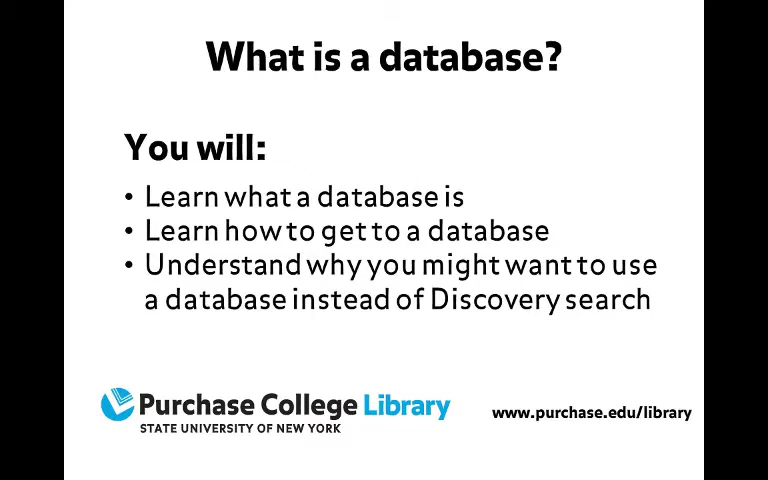 What is a database?
You will:
• Learn what a database is
• Learn how to get to a database
• Understand why you might want to use
a database instead of Discovery search
Purchase College Library
STATE UNIVERSITY OF NEW YORK
www.purchase.edu/library